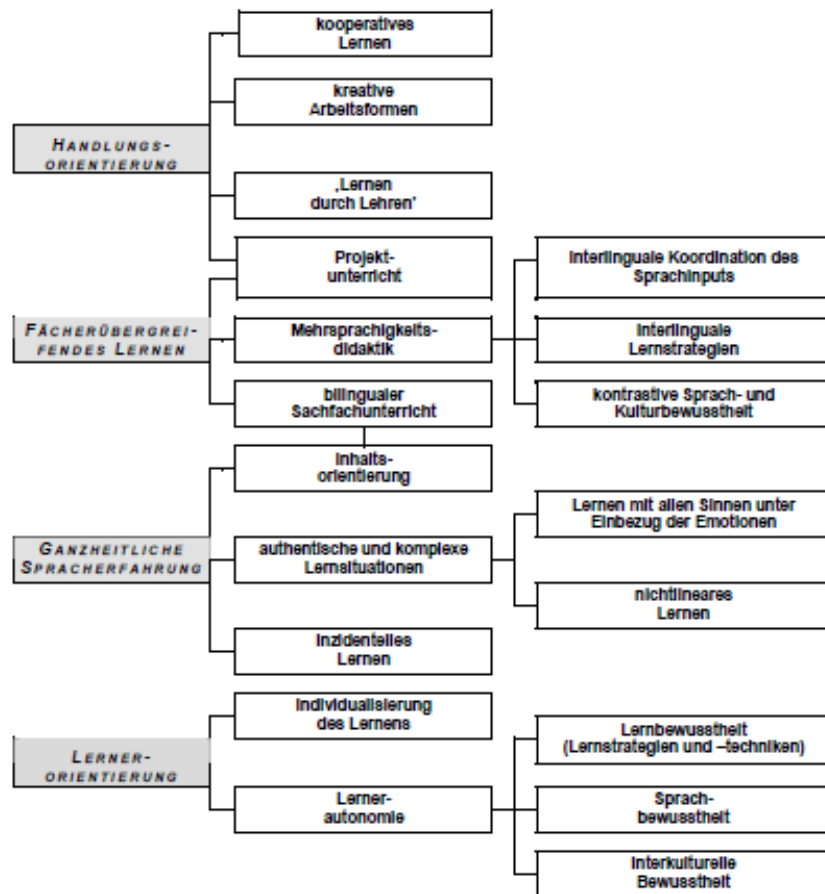 kooperatives
Lernen
kreative
Arbeitsformen
HANDLUNGS-
ORIENTIERUNG
‚Lernen
durch Lehren’
Projekt-
unterricht
Interlinguale Koordination des
Sprachinputs
FÄCHERÜBERGREI-
FENDES LERNEN
Mehrsprachigkeits-
didaktik
Interlinguale
Lernstrategien
bilingualer
Sachfachunterricht
kontrastive Sprach- und
Kulturbewusstheit
Inhalts-
orientierung
Lernen mit allen Sinnen unter
Einbezug der Emotionen
GANZHEITLICHE
SPRACHERFAHRUNG
authentische und komplexe
Lernsituationen
nichtlineares
Lernen
Inzidentelles
Lernen
Individualisierung
des Lernens
Lernbewusstheit
(Lernstrategien und –techniken)
LERNER-
ORIENTIERUNG
Lerner-
autonomie
Sprach-
bewusstheit
Interkulturelle
Bewusstheit